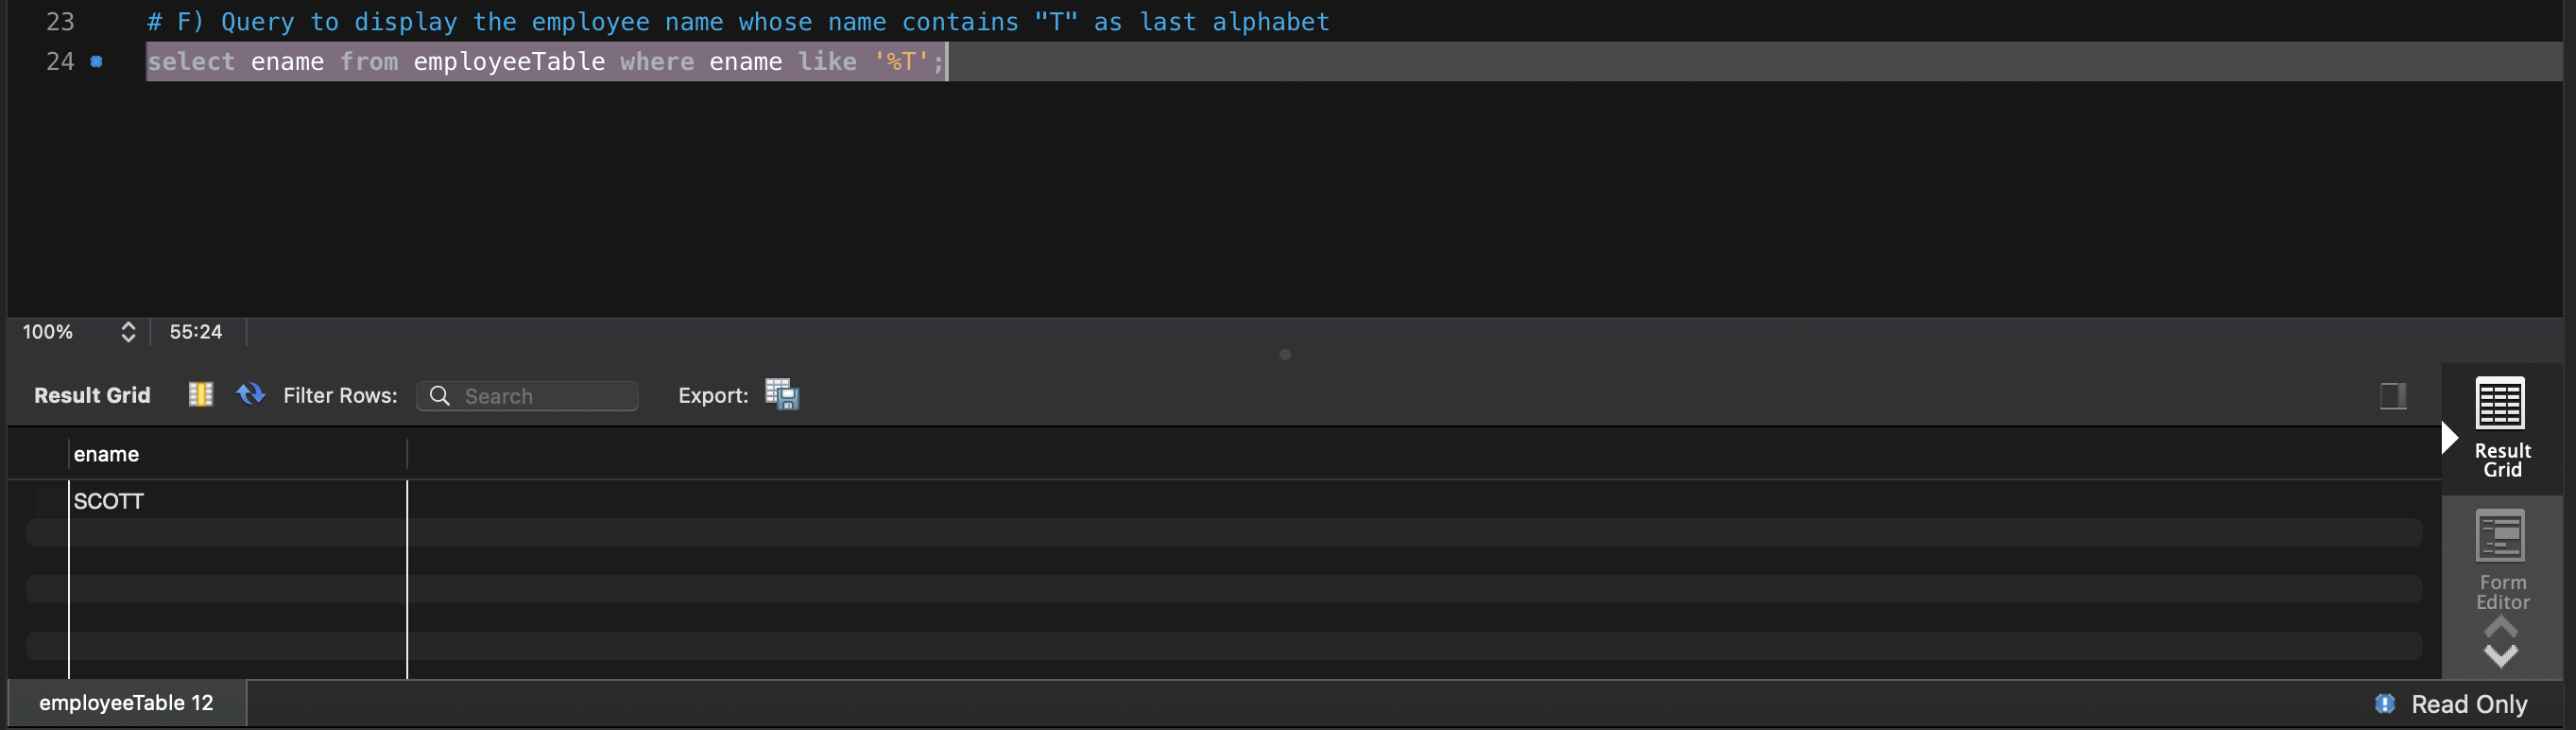 23 # F) Query to display the employee name whose name contains "T" as last alphabet
24 select ename from employeeTable where ename like '%T';
100% 55:24
Result Grid Filter Rows: Search Export:
ename
SCOTT
Result
Grid
Form
Editor
employeeTable 12
Read Only